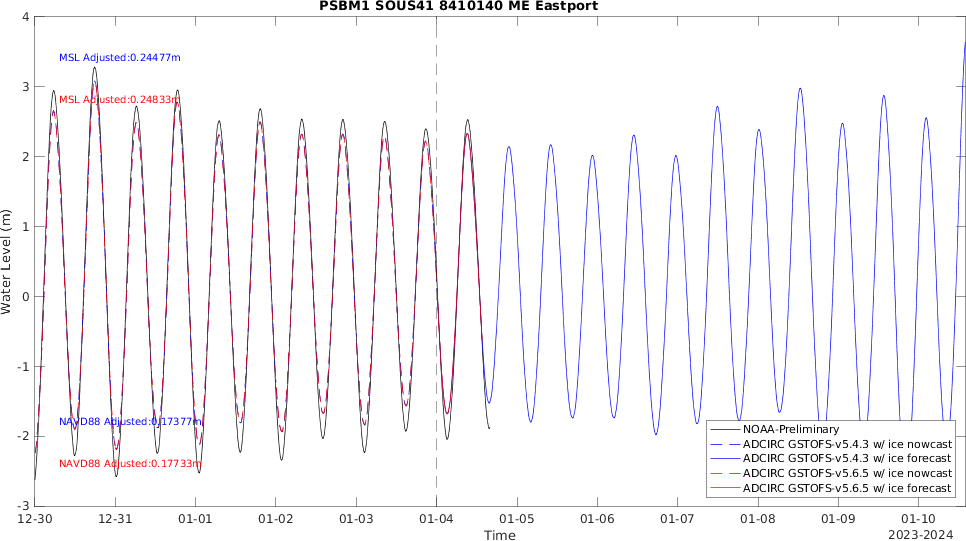 PSBM1 SOUS41 8410140 ME Eastport
4
3
2
1
0
-1
-2
-3
Water Level (m)
MSL Adjusted:0.24477m
MSL Adjusted:0.24833m
NAVD88 Adjusted:0.17377m
NAVD88 Adjusted:0.17733m
NOAA-Preliminary
ADCIRC GSTOFS-v5.4.3 w/ ice nowcast
ADCIRC GSTOFS-v5.4.3 w/ ice forecast
ADCIRC GSTOFS-v5.6.5 w/ ice nowcast
ADCIRC GSTOFS-v5.6.5 w/ ice forecast
12-30 12-31 01-01 01-02 01-03 01-04 01-05 01-06 01-07 01-08 01-09 01-10
Time
2023-2024